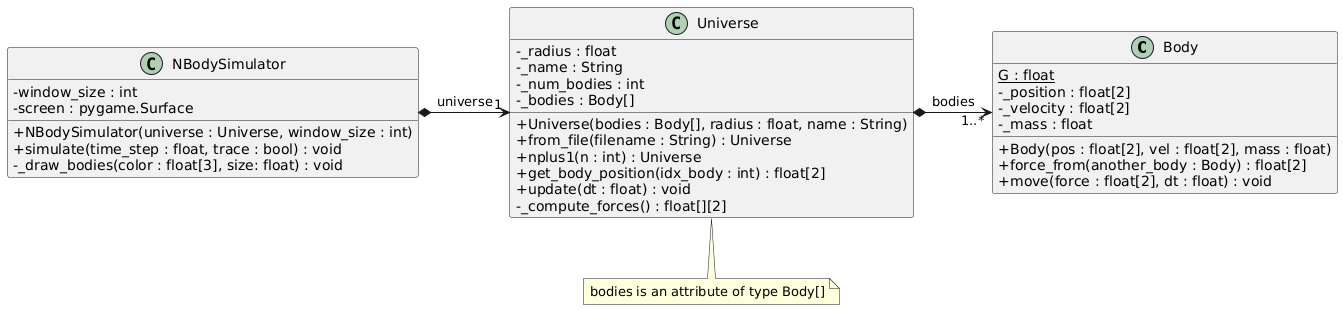 C NBodySimulator
-window_size : int
-screen : pygame.Surface
+NBodySimulator(universe : Universe, window_size : int)
+simulate(time_step : float, trace : bool) : void
-_draw_bodies(color : float[3], size: float) : void
universe
1
C Universe
-_radius : float
-_name : String
-_num_bodies : int
-_bodies : Body[]
+Universe(bodies : Body[], radius : float, name : String)
+from_file(filename : String) : Universe
+nplus1(n : int) : Universe
+get_body_position(idx_body : int) : float[2]
+update(dt : float) : void
-_compute_forces() : float[][2]
bodies
1..*
C Body
G : float
-_position : float[2]
-_velocity : float[2]
-_mass : float
+Body(pos : float[2], vel : float[2], mass : float)
+force_from(another_body : Body) : float[2]
+move(force : float[2], dt : float) : void
bodies is an attribute of type Body[]